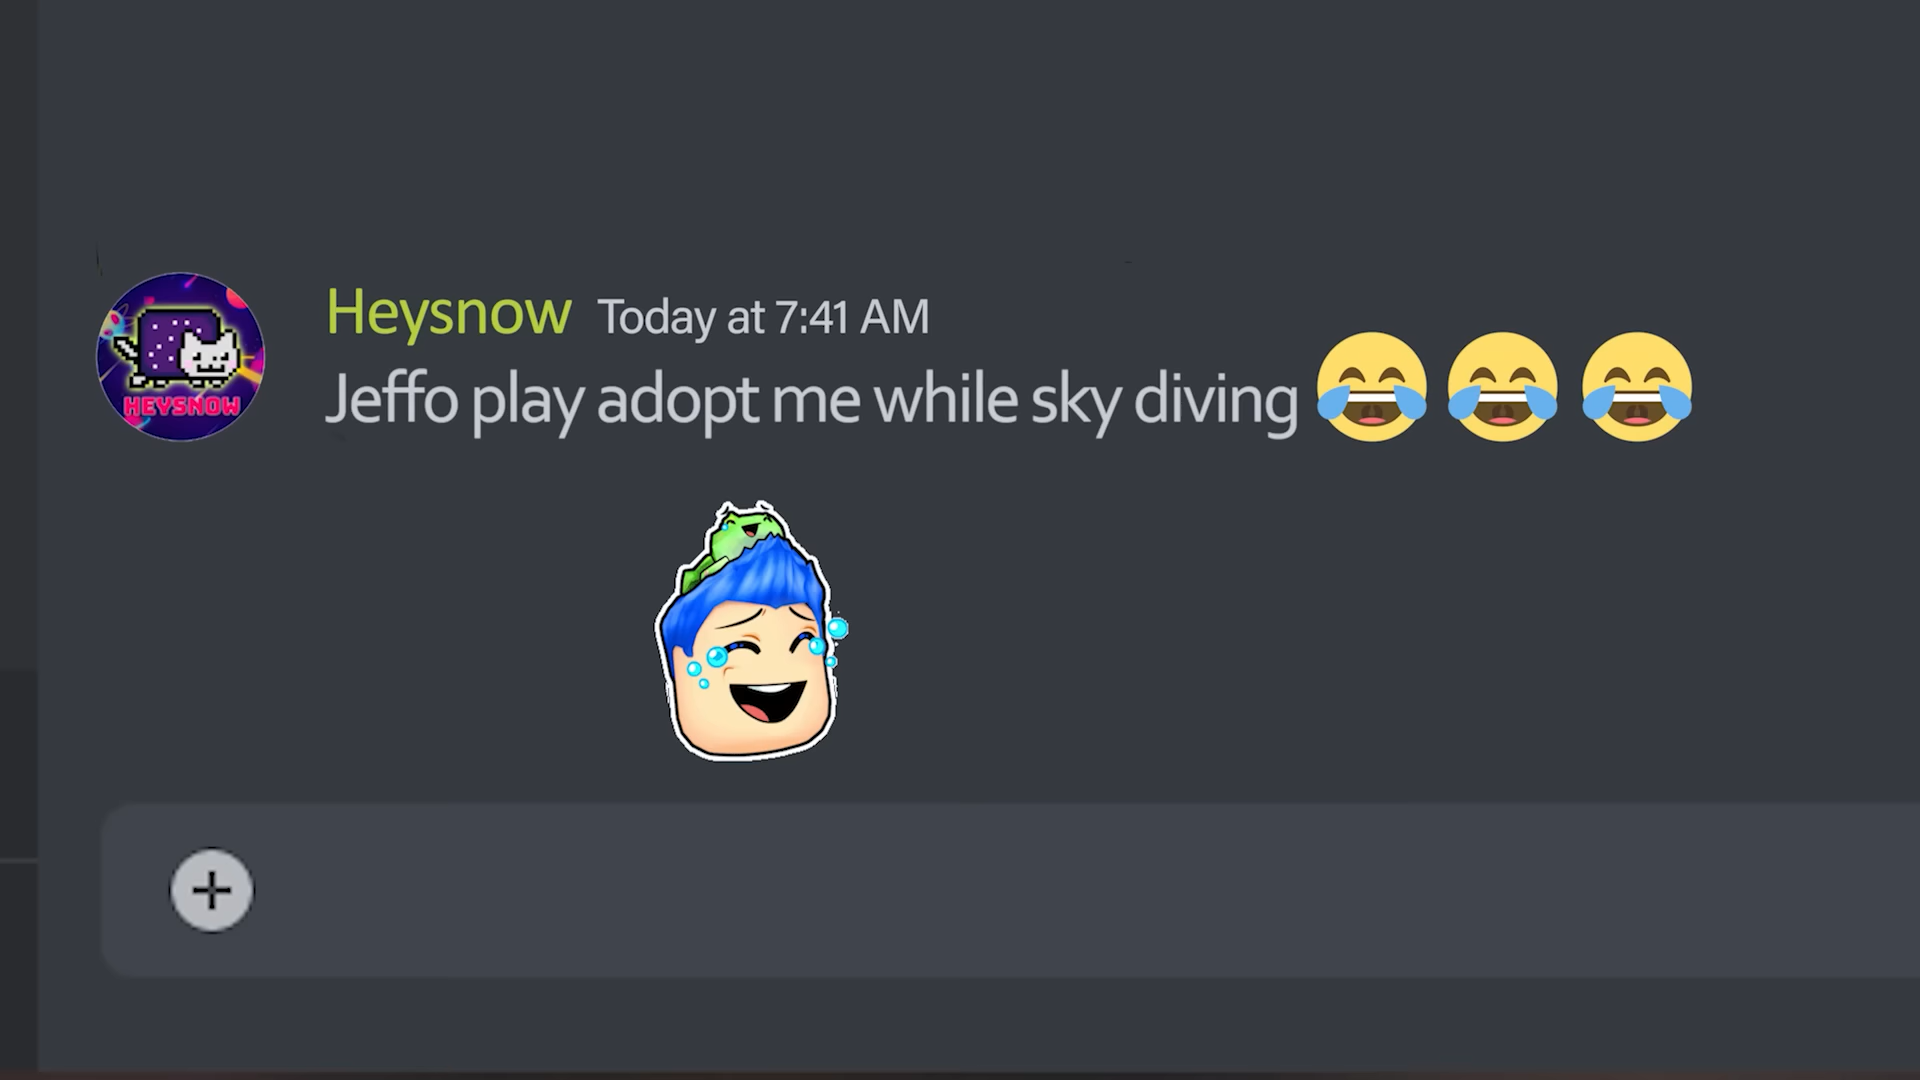 Heysnow Today at 7:41 AM
Jeffo play adopt me while sky diving 😂😂😂
HEYSNOW